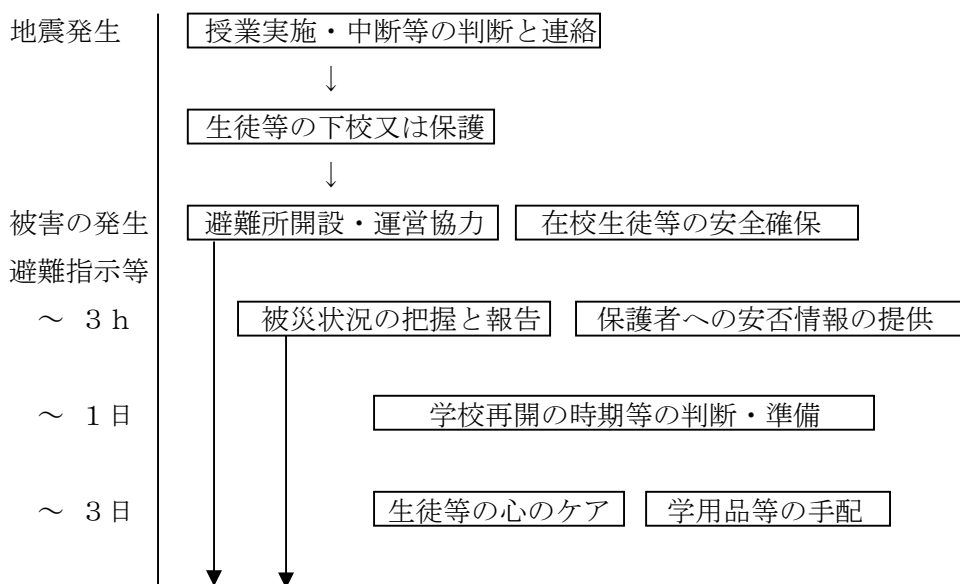 地震発生 授業実施・中断等の判断と連絡
↓
生徒等の下校又は保護
↓
被害の発生 避難所開設・運営協力 在校生徒等の安全確保
避難指示等
～ 3h 被災状況の把握と報告 保護者への安否情報の提供
～ 1日 学校再開の時期等の判断・準備
～ 3日 生徒等の心のケア 学用品等の手配